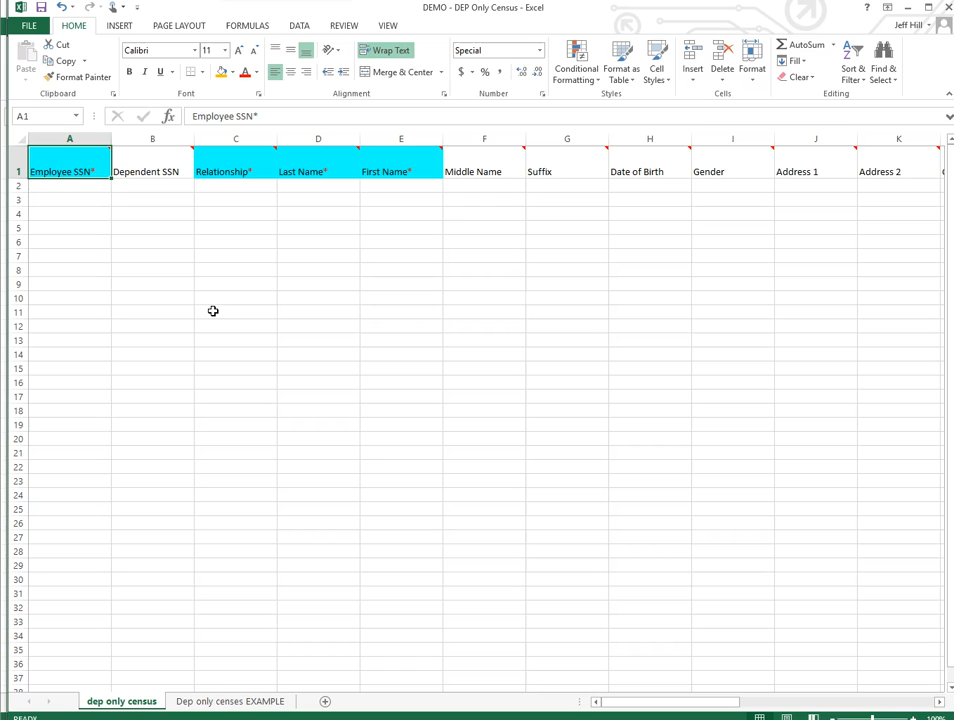 DEMO - DEP Only Census - Excel
FILE HOME INSERT PAGE LAYOUT FORMULAS DATA REVIEW VIEW Jeff Hill
Paste Cut Copy Format Painter
Calibri 11
B I U A
Wrap Text
Merge & Center
Special
$ % ,
Conditional Formatting
Format as Table
Cell Styles
Insert Delete Format
AutoSum Fill Clear
Sort & Filter
Find & Select
Clipboard Font Alignment Number Styles Cells Editing
A1 fx Employee SSN*
A B C D E F G H I J K
1 Employee SSN* Dependent SSN Relationship* Last Name* First Name* Middle Name Suffix Date of Birth Gender Address 1 Address 2
2
3
4
5
6
7
8
9
10
11
12
13
14
15
16
17
18
19
20
21
22
23
24
25
26
27
28
29
30
31
32
33
34
35
36
37
dep only census Dep only censes EXAMPLE
READY 100%